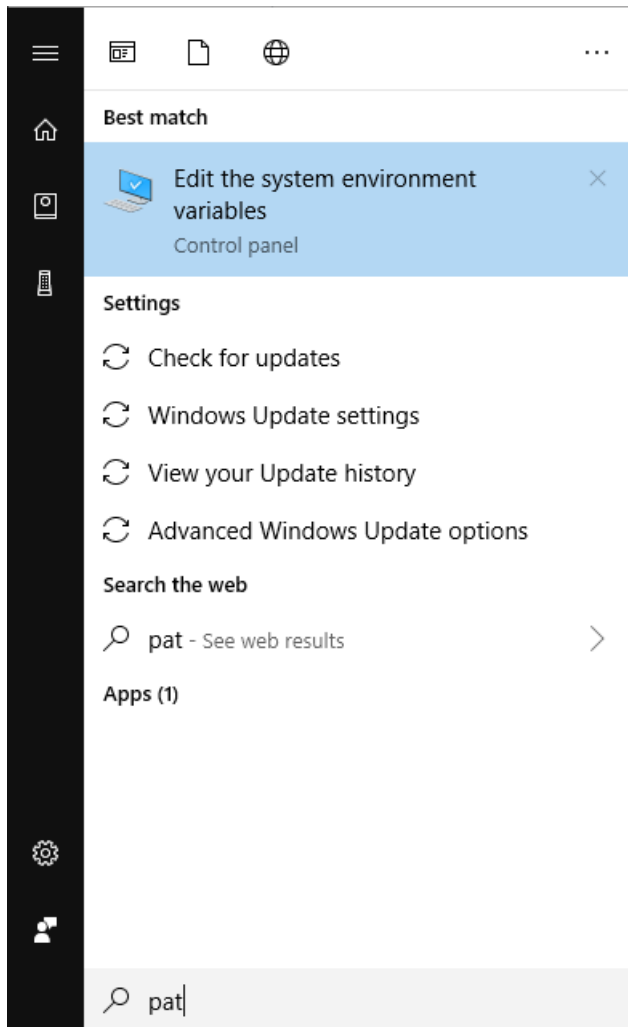 Best match
Edit the system environment
variables
Control panel
Settings
Check for updates
Windows Update settings
View your Update history
Advanced Windows Update options
Search the web
pat - See web results
Apps (1)
pat